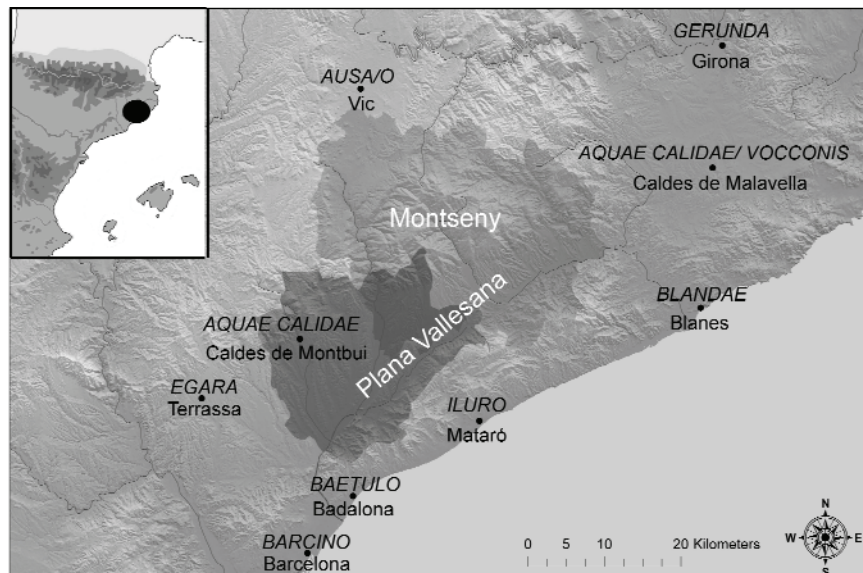 GERUNDA
Girona
AUSA/O
Vic
AQUAE CALIDAE/ VOCCONIS
Caldes de Malavella
Montseny
BLANDAE
Blanes
AQUAE CALIDAE
Caldes de Montbui
Plana Vallesana
EGARA
Terrassa
ILURO
Mataró
BAETULO
Badalona
BARCINO
Barcelona
0 5 10 20 Kilometers
N
W E
S